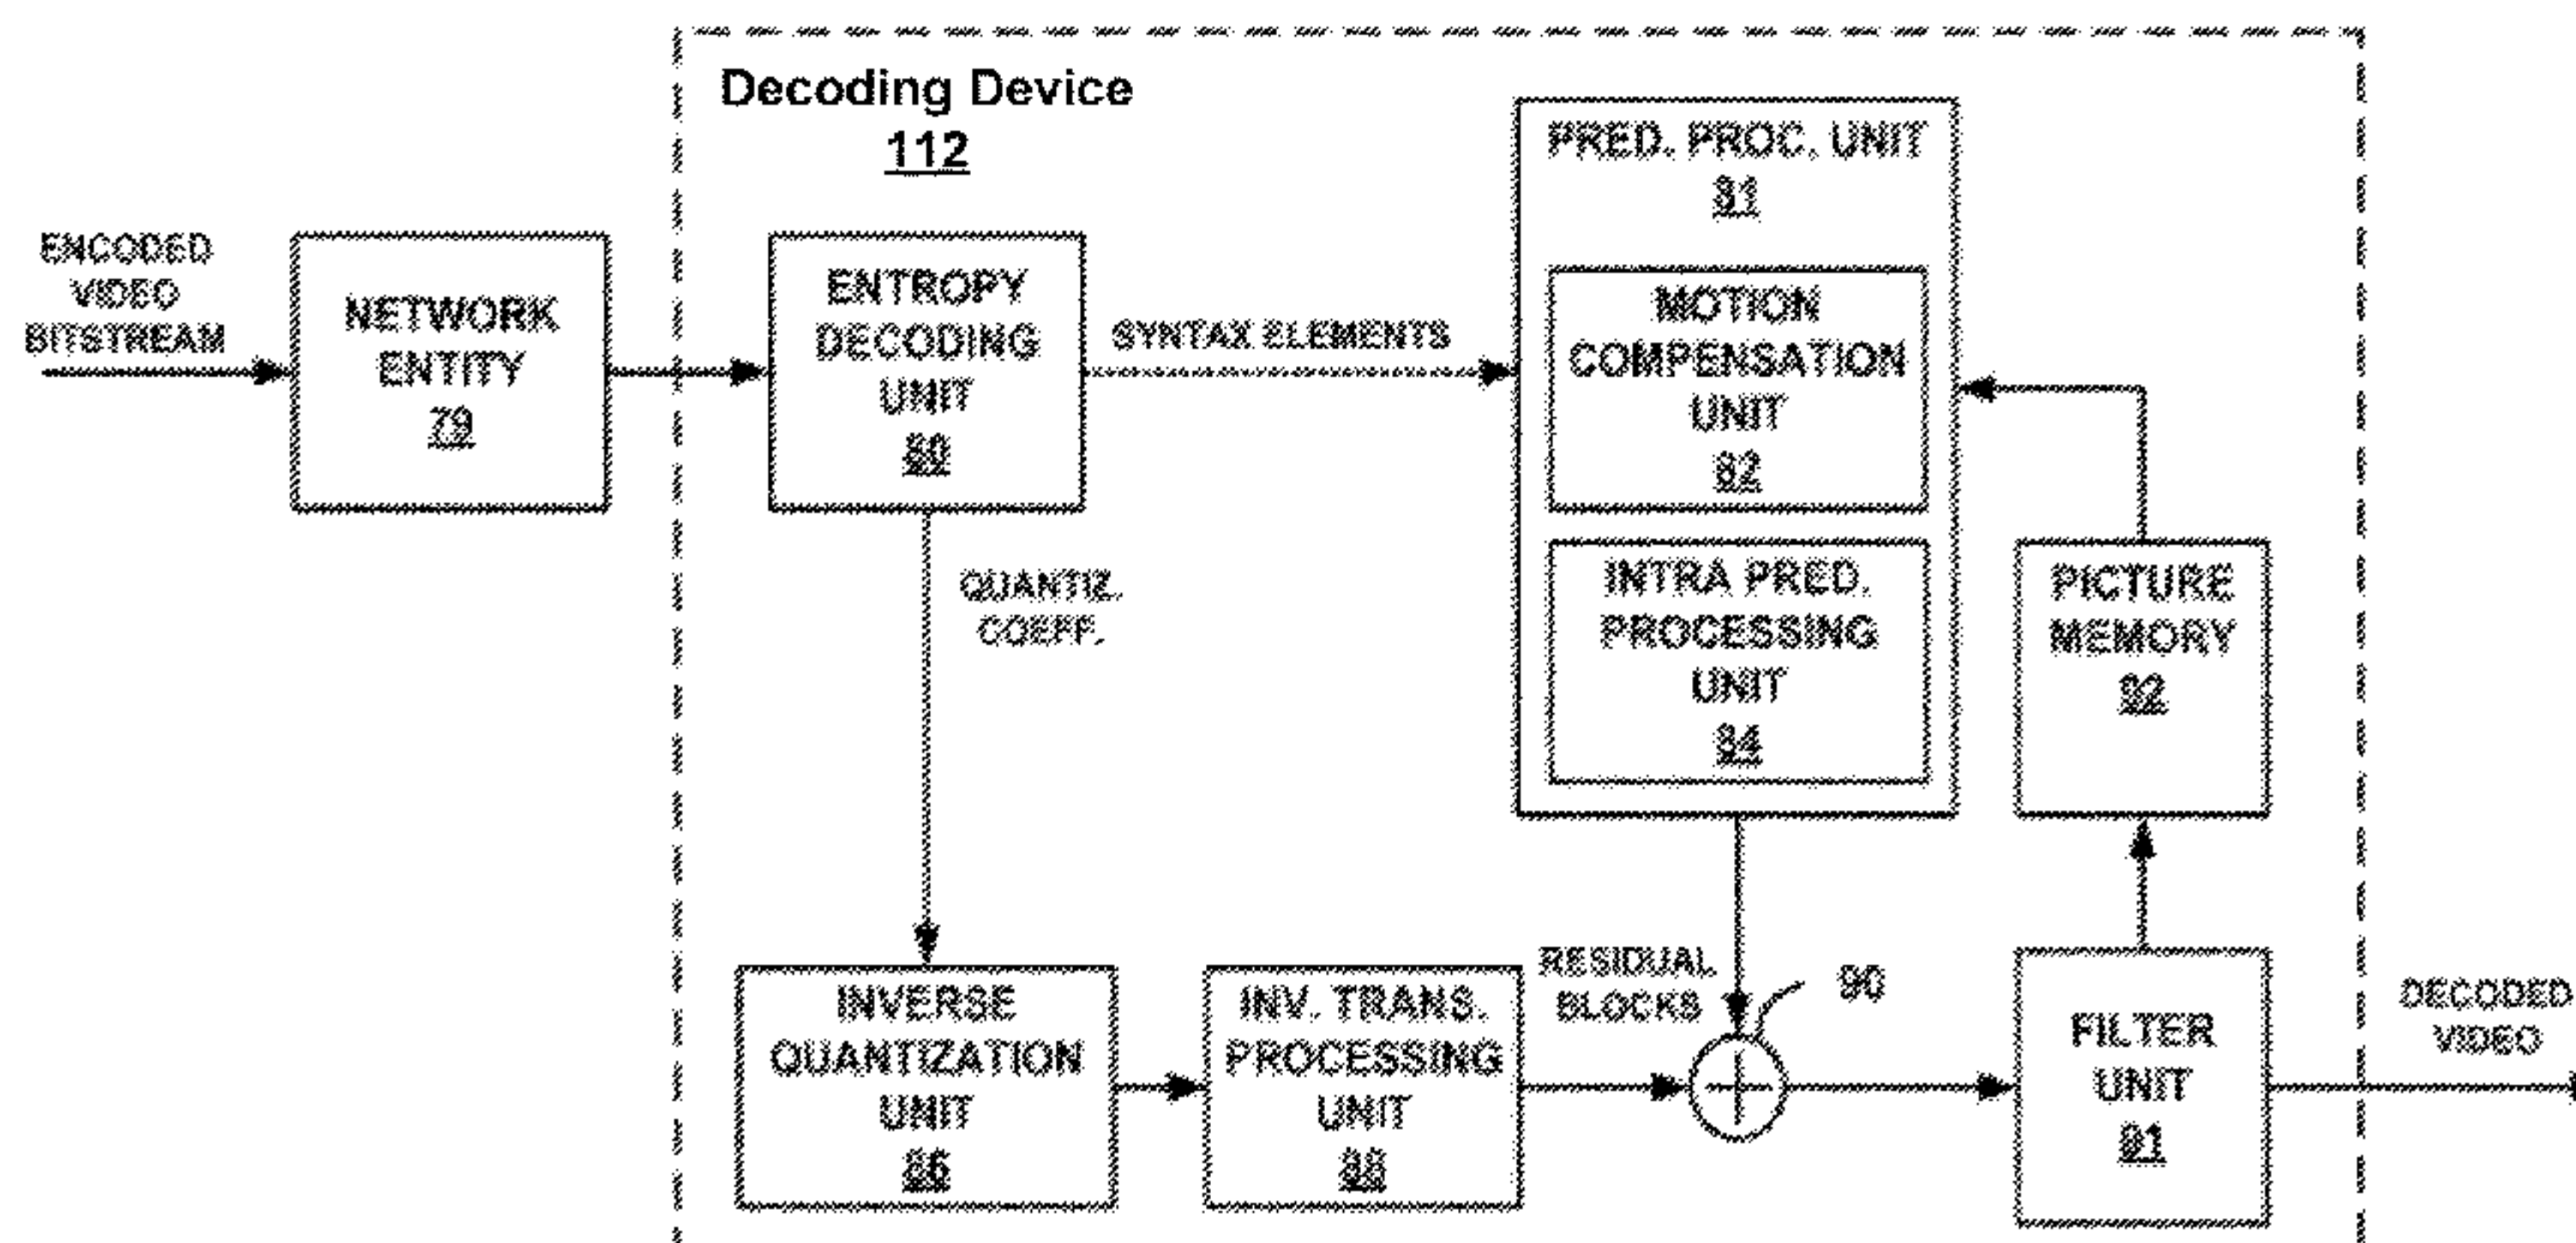 Decoding Device
112
ENCODED
VIDEO
BITSTREAM
NETWORK
ENTITY
79
ENTROPY
DECODING
UNIT
80
SYNTAX ELEMENTS
PRED. PROC. UNIT
81
MOTION
COMPENSATION
UNIT
82
INTRA PRED.
PROCESSING
UNIT
84
PICTURE
MEMORY
92
QUANTIZ.
COEFF.
INVERSE
QUANTIZATION
UNIT
86
INV. TRANS.
PROCESSING
UNIT
88
RESIDUAL
BLOCKS
90
FILTER
UNIT
91
DECODED
VIDEO